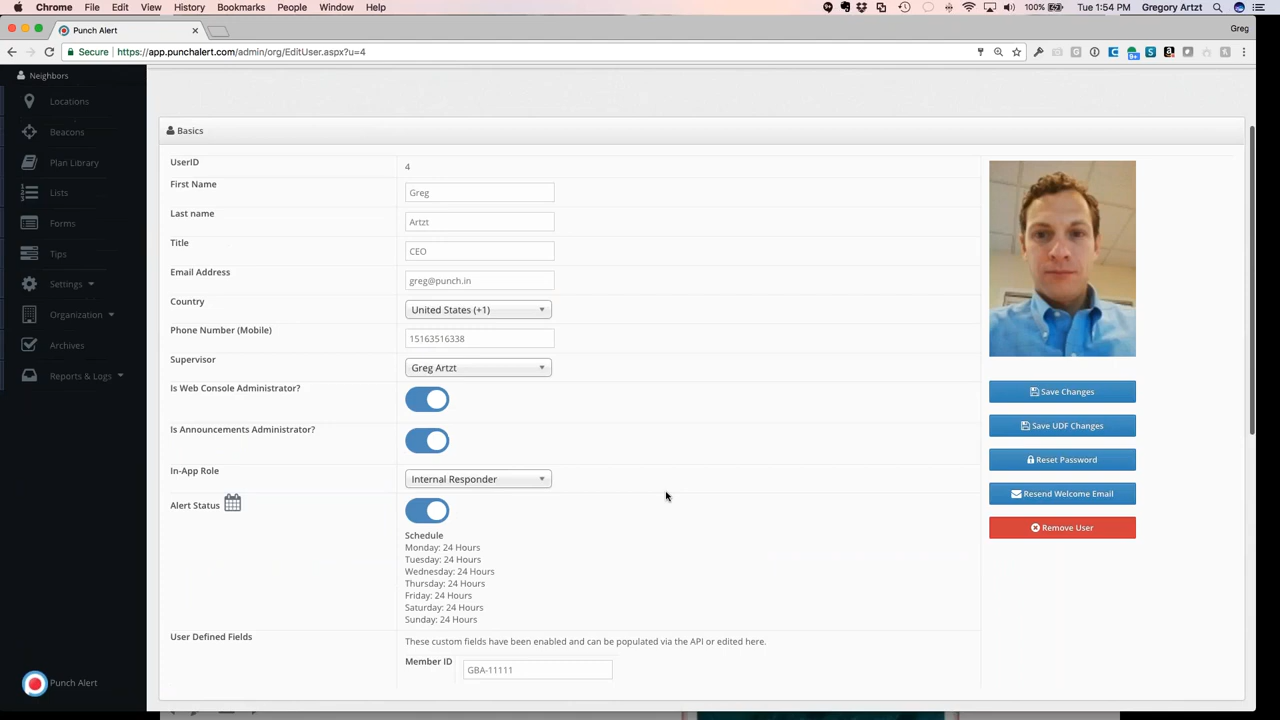 Chrome File Edit View History Bookmarks People Window Help 100% Tue 1:54 PM Gregory Artzt
Punch Alert Greg
Secure https://app.punchalert.com/admin/org/EditUser.aspx?u=4
Neighbors
Locations
Beacons
Plan Library
Lists
Forms
Tips
Settings
Organization
Archives
Reports & Logs
Punch Alert
Basics
UserID 4
First Name Greg
Last name Artzt
Title CEO
Email Address greg@punch.in
Country United States (+1)
Phone Number (Mobile) 15163516338
Supervisor Greg Artzt
Is Web Console Administrator?
Is Announcements Administrator?
In-App Role Internal Responder
Alert Status
Schedule
Monday: 24 Hours
Tuesday: 24 Hours
Wednesday: 24 Hours
Thursday: 24 Hours
Friday: 24 Hours
Saturday: 24 Hours
Sunday: 24 Hours
User Defined Fields These custom fields have been enabled and can be populated via the API or edited here.
Member ID GBA-11111
Save Changes
Save UDF Changes
Reset Password
Resend Welcome Email
Remove User